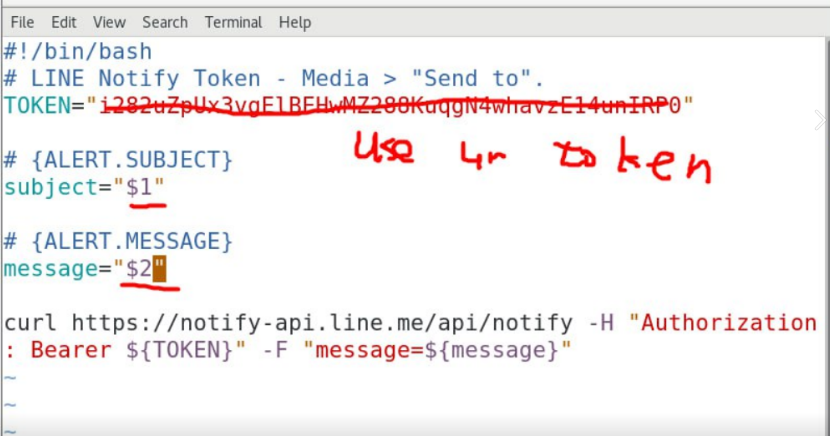 File Edit View Search Terminal Help
#!/bin/bash
# LINE Notify Token - Media > "Send to".
TOKEN=""
use ur token
# {ALERT.SUBJECT}
subject="$1"
# {ALERT.MESSAGE}
message="$2"
curl https://notify-api.line.me/api/notify -H "Authorization
: Bearer ${TOKEN}" -F "message=${message}"
~
~
~